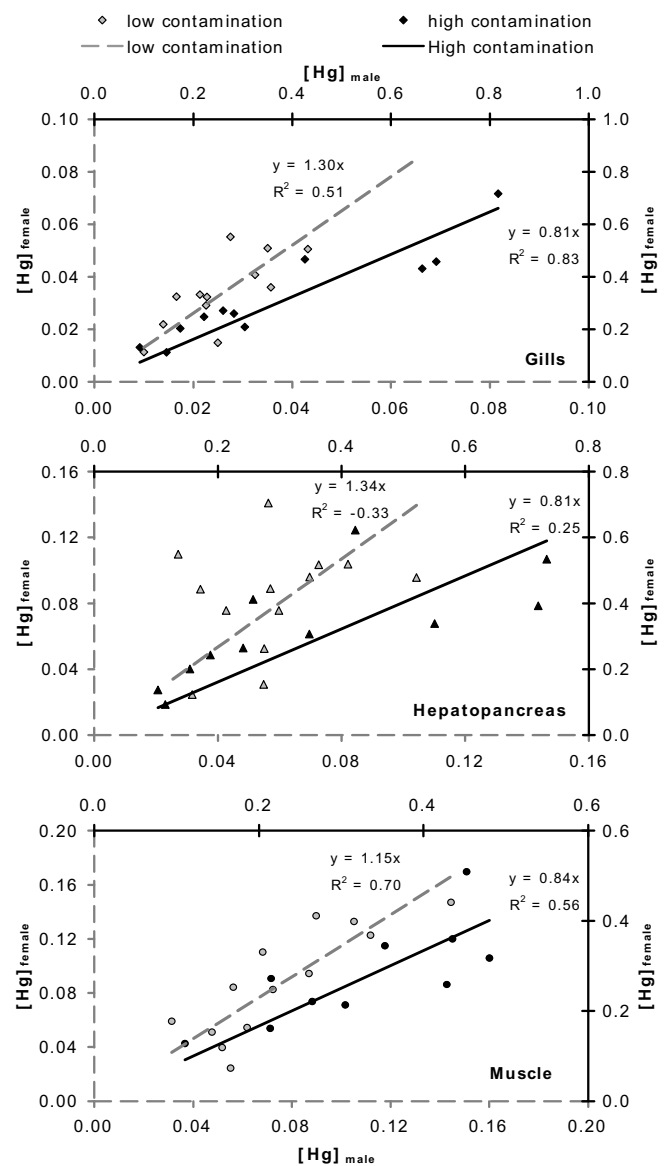 low contamination high contamination
low contamination High contamination
[Hg] male
0.0 0.2 0.4 0.6 0.8 1.0
0.10 1.0
0.08 0.8
0.06 0.6
0.04 0.4
0.02 0.2
0.00 0.0
[Hg] female
[Hg] female
y = 1.30x
R² = 0.51
y = 0.81x
R² = 0.83
Gills
0.00 0.02 0.04 0.06 0.08 0.10
0.0 0.2 0.4 0.6 0.8
0.16 0.8
0.12 0.6
0.08 0.4
0.04 0.2
0.00 0.0
[Hg] female
[Hg] female
y = 1.34x
R² = -0.33
y = 0.81x
R² = 0.25
Hepatopancreas
0.00 0.04 0.08 0.12 0.16
0.0 0.2 0.4 0.6
0.20 0.6
0.16
0.12 0.4
0.08 0.2
0.04
0.00 0.0
[Hg] female
[Hg] female
y = 1.15x
R² = 0.70
y = 0.84x
R² = 0.56
Muscle
0.00 0.04 0.08 0.12 0.16 0.20
[Hg] male